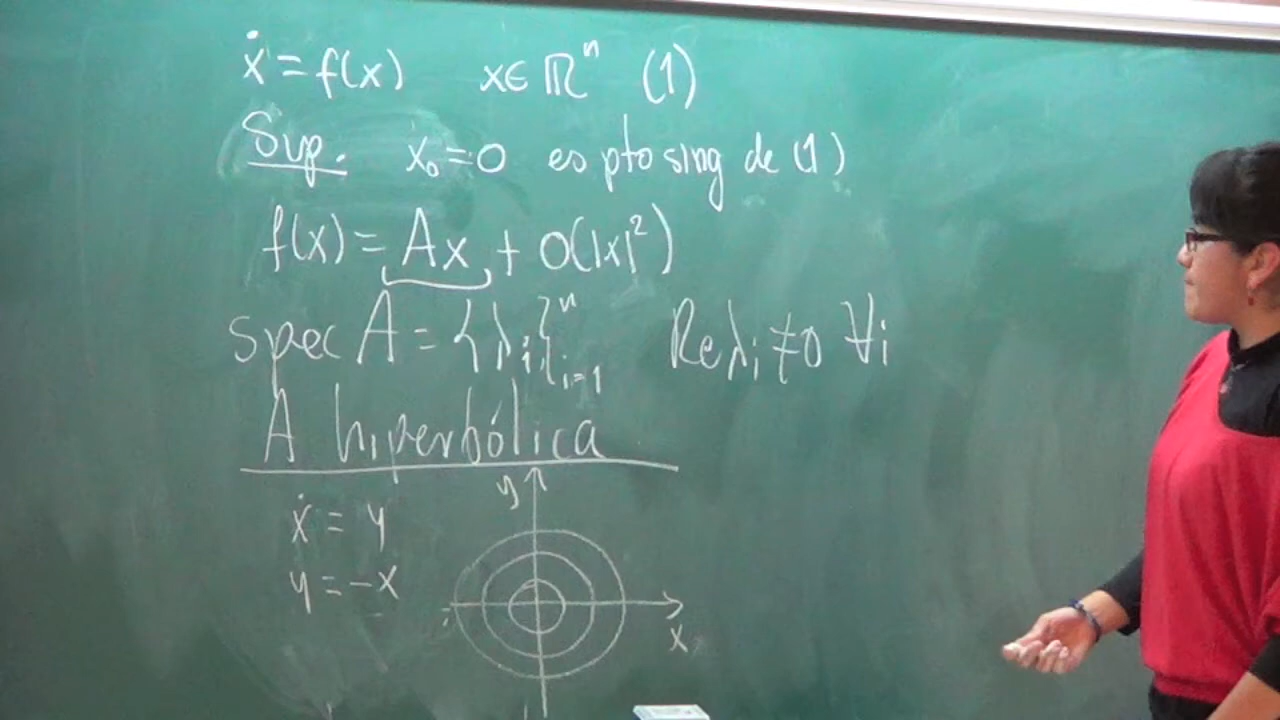 ẋ = f(x) x ∈ ℝⁿ (1)
Sup. x₀ = 0 es pto sing de (1)
f(x) = Ax + O(|x|²)
spec A = {λᵢ}ⁿᵢ₌₁ Re λᵢ ≠ 0 ∀i
A hiperbólica
y
ẋ = y
y = -x
x